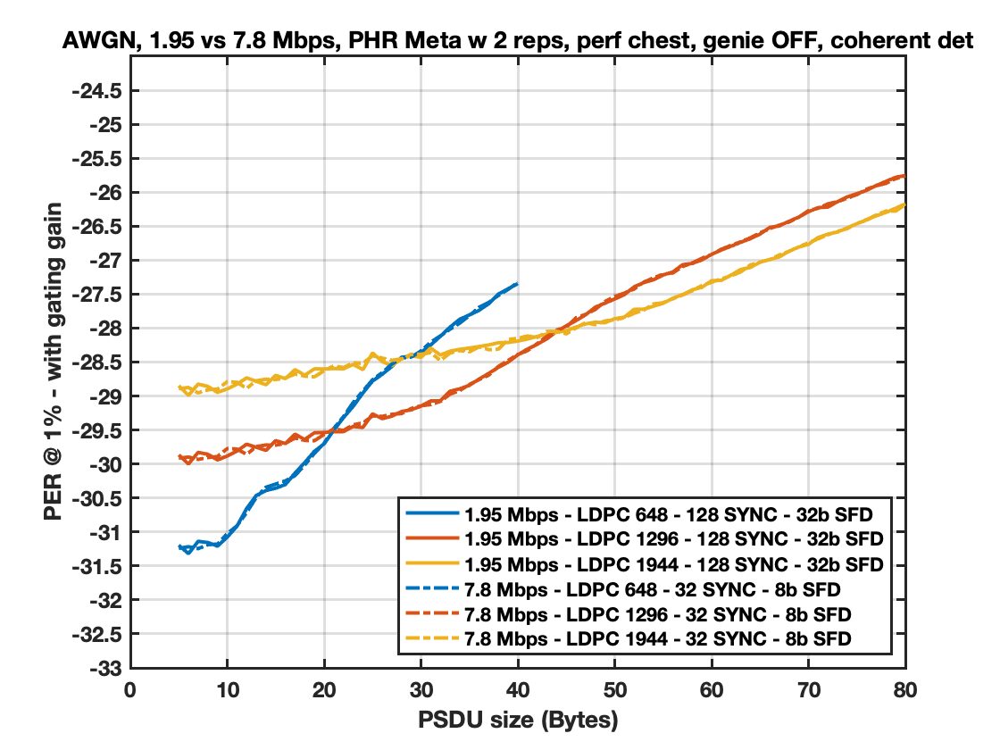 AWGN, 1.95 vs 7.8 Mbps, PHR Meta w 2 reps, perf chest, genie OFF, coherent det
PER @ 1% - with gating gain
-24.5
-25
-25.5
-26
-26.5
-27
-27.5
-28
-28.5
-29
-29.5
-30
-30.5
-31
-31.5
-32
-32.5
-33
1.95 Mbps - LDPC 648 - 128 SYNC - 32b SFD
1.95 Mbps - LDPC 1296 - 128 SYNC - 32b SFD
1.95 Mbps - LDPC 1944 - 128 SYNC - 32b SFD
7.8 Mbps - LDPC 648 - 32 SYNC - 8b SFD
7.8 Mbps - LDPC 1296 - 32 SYNC - 8b SFD
7.8 Mbps - LDPC 1944 - 32 SYNC - 8b SFD
0 10 20 30 40 50 60 70 80
PSDU size (Bytes)